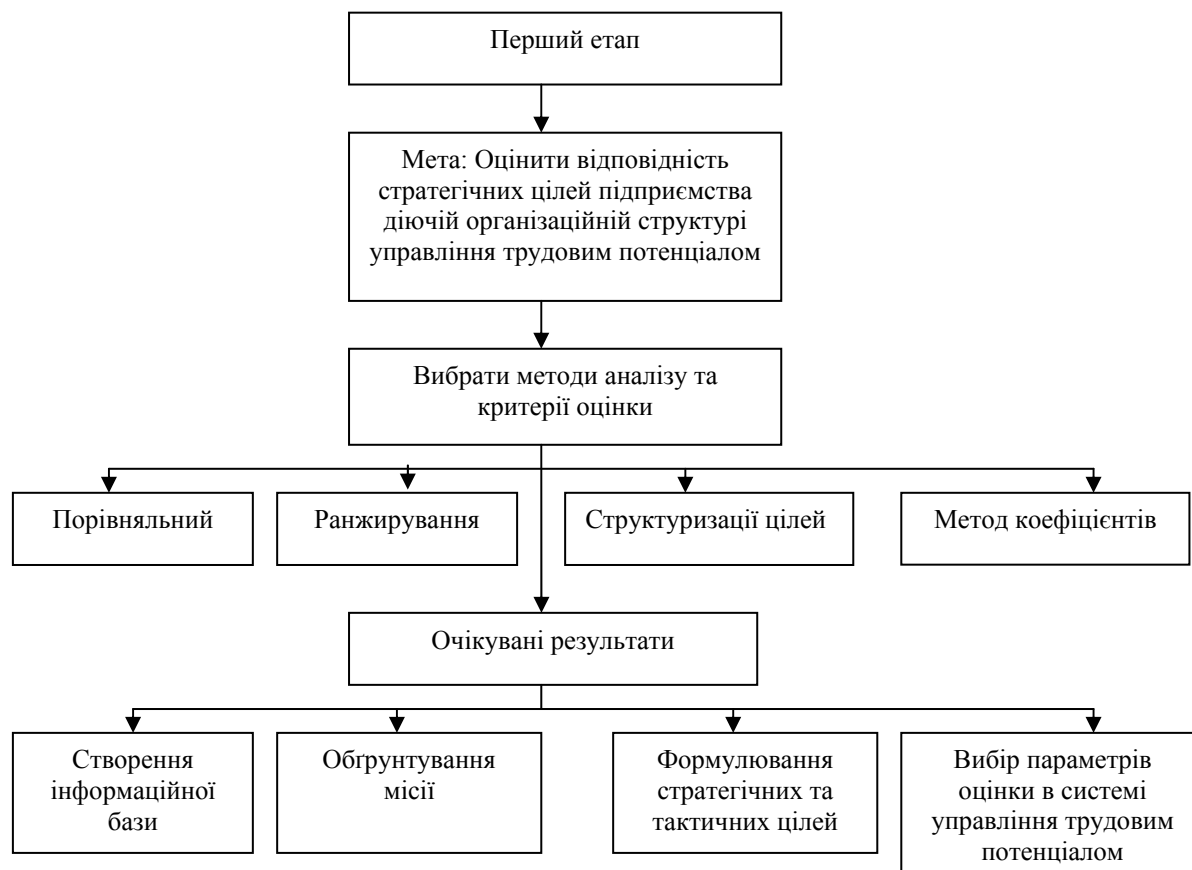 Перший етап
Мета: Оцінити відповідність
стратегічних цілей підприємства
діючій організаційній структурі
управління трудовим потенціалом
Вибрати методи аналізу та
критерії оцінки
Порівняльний
Ранжирування
Структуризації цілей
Метод коефіцієнтів
Очікувані результати
Створення
інформаційної
бази
Обґрунтування
місії
Формулювання
стратегічних та
тактичних цілей
Вибір параметрів
оцінки в системі
управління трудовим
потенціалом